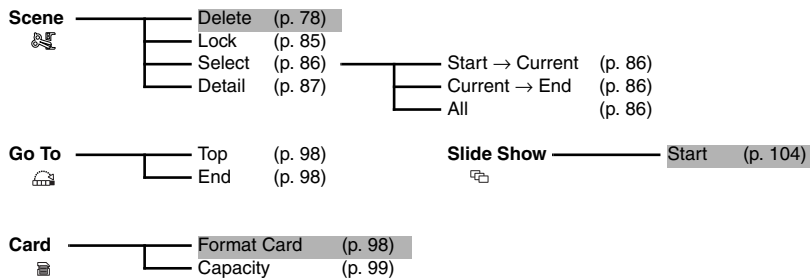 Scene Delete (p. 78)
Lock (p. 85)
Select (p. 86) Start → Current (p. 86)
Detail (p. 87) Current → End (p. 86)
All (p. 86)
Go To Top (p. 98) Slide Show Start (p. 104)
End (p. 98)
Card Format Card (p. 98)
Capacity (p. 99)